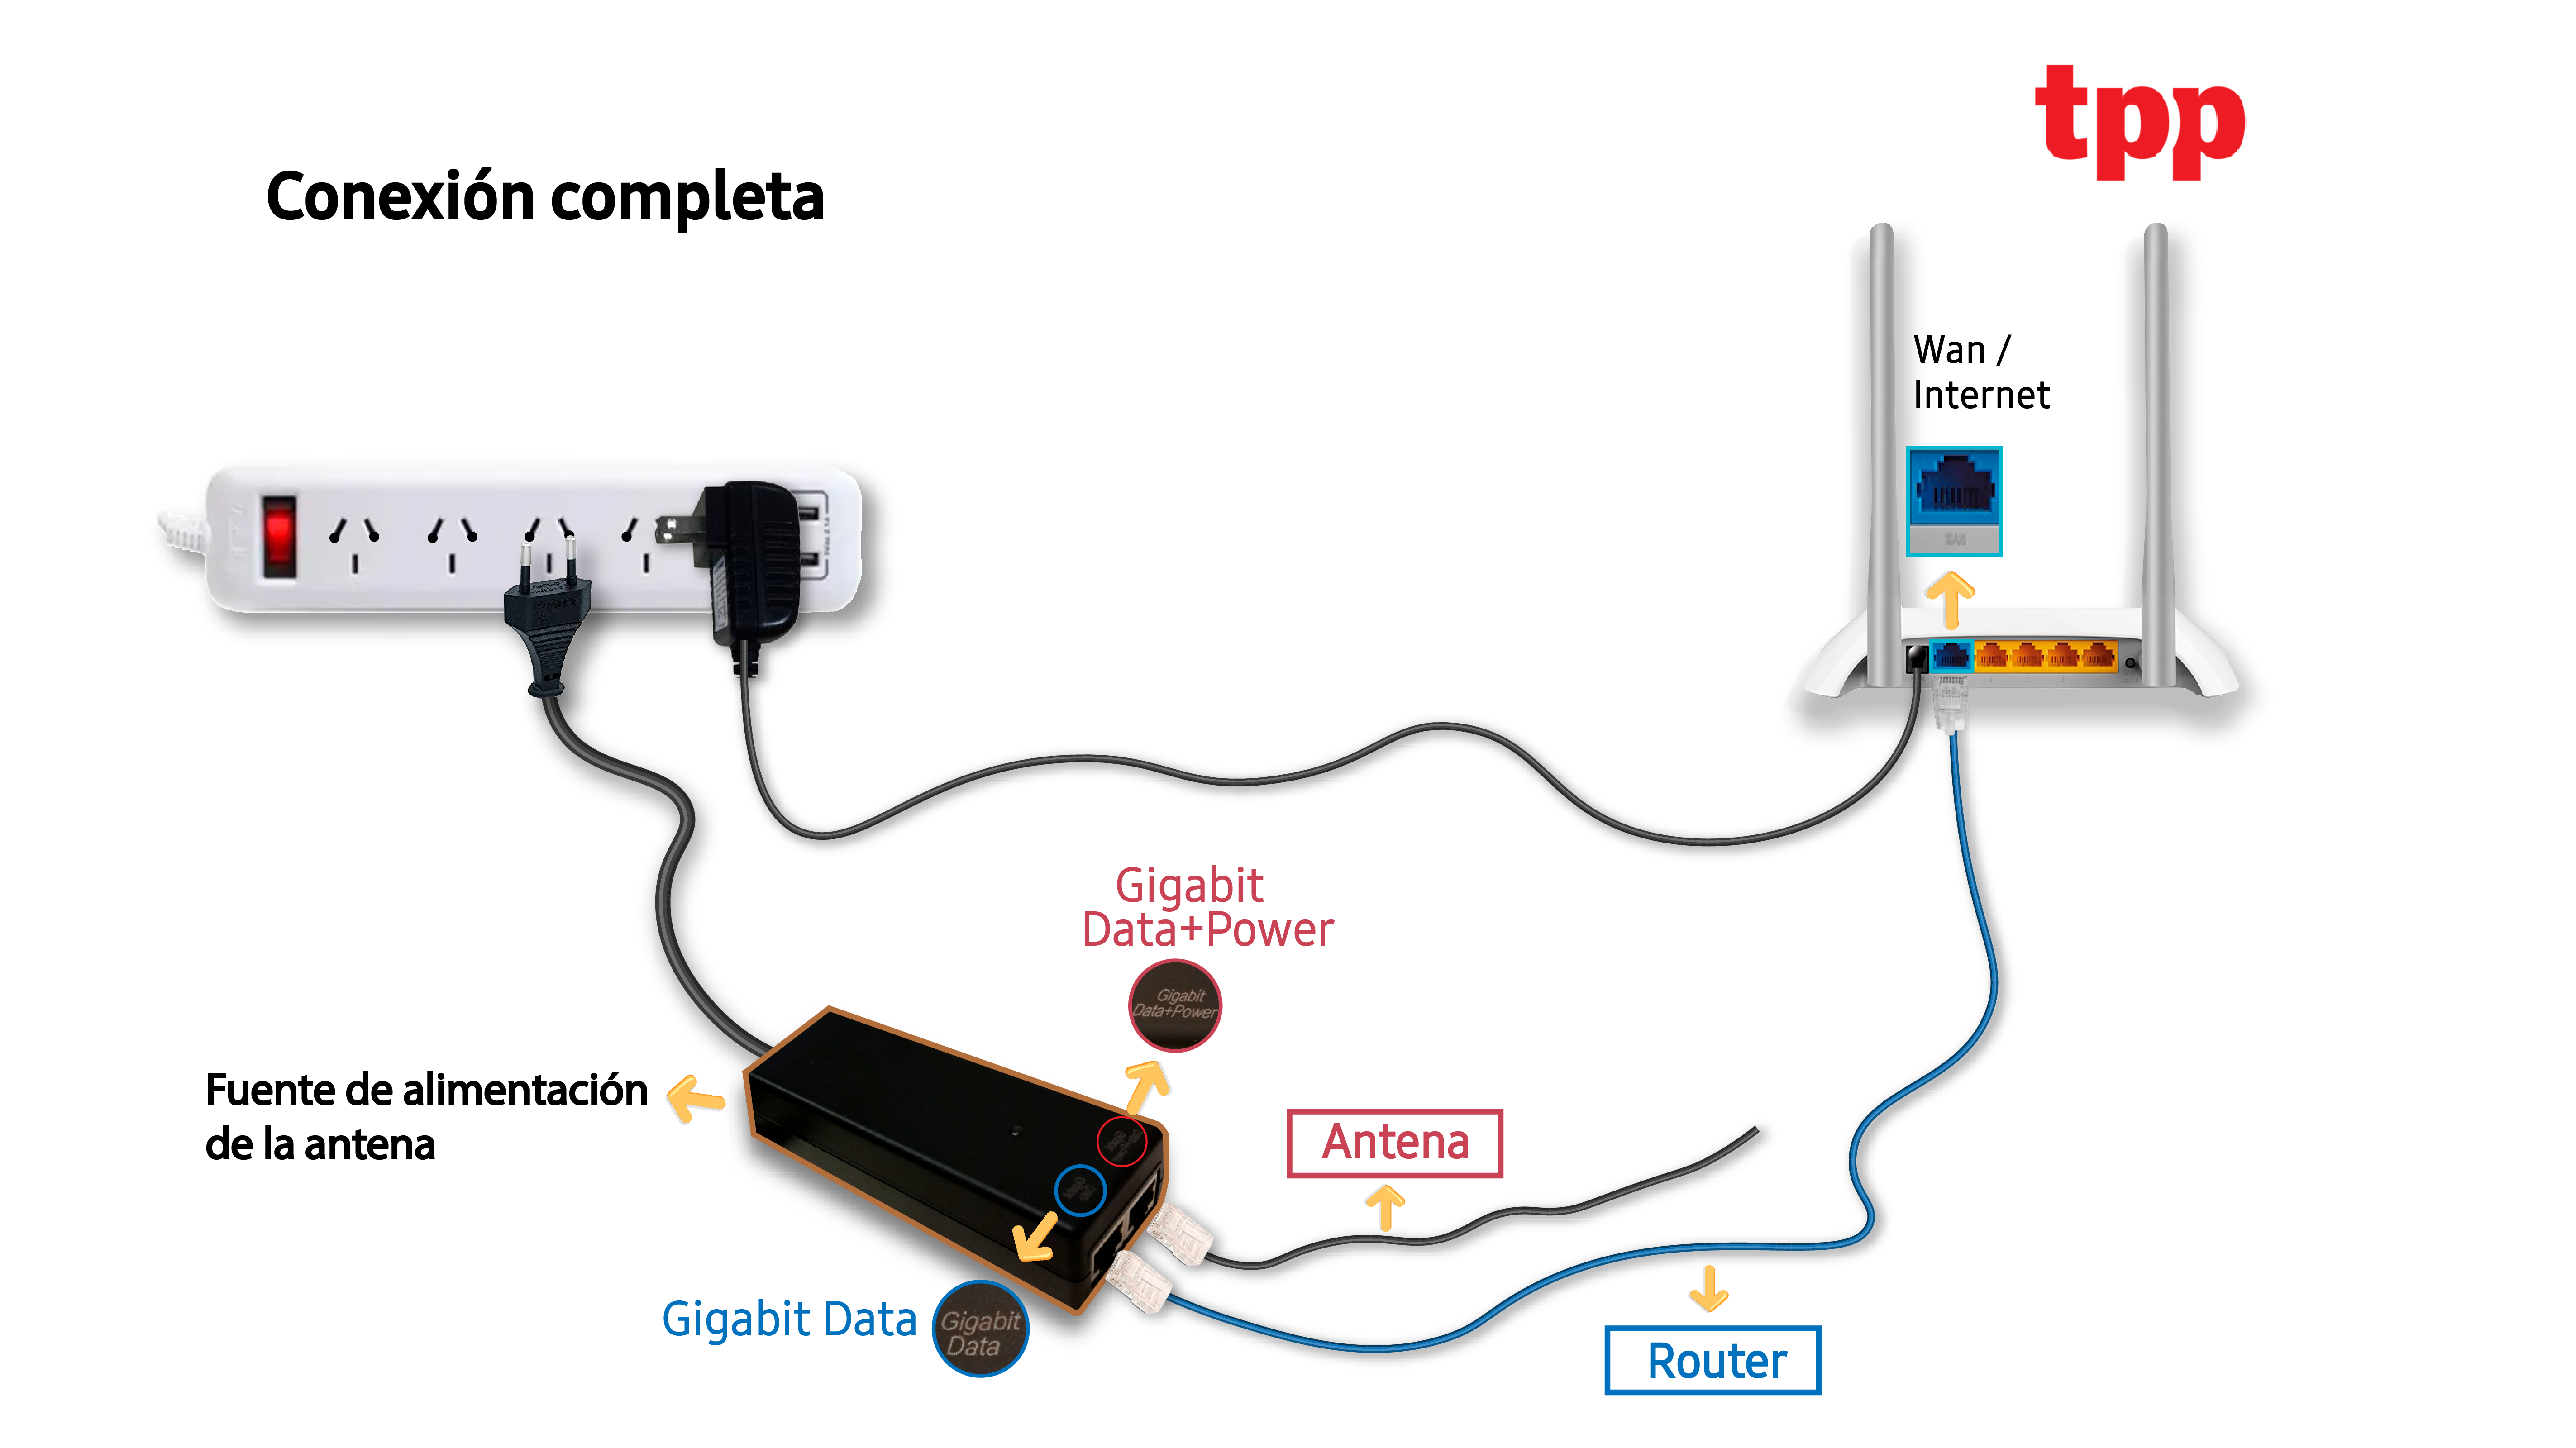 tpp
Conexión completa
Wan /
Internet
WAN
Gigabit
Data+Power
Gigabit
Data+Power
Fuente de alimentación
de la antena
Antena
Gigabit Data
Gigabit
Data
Router